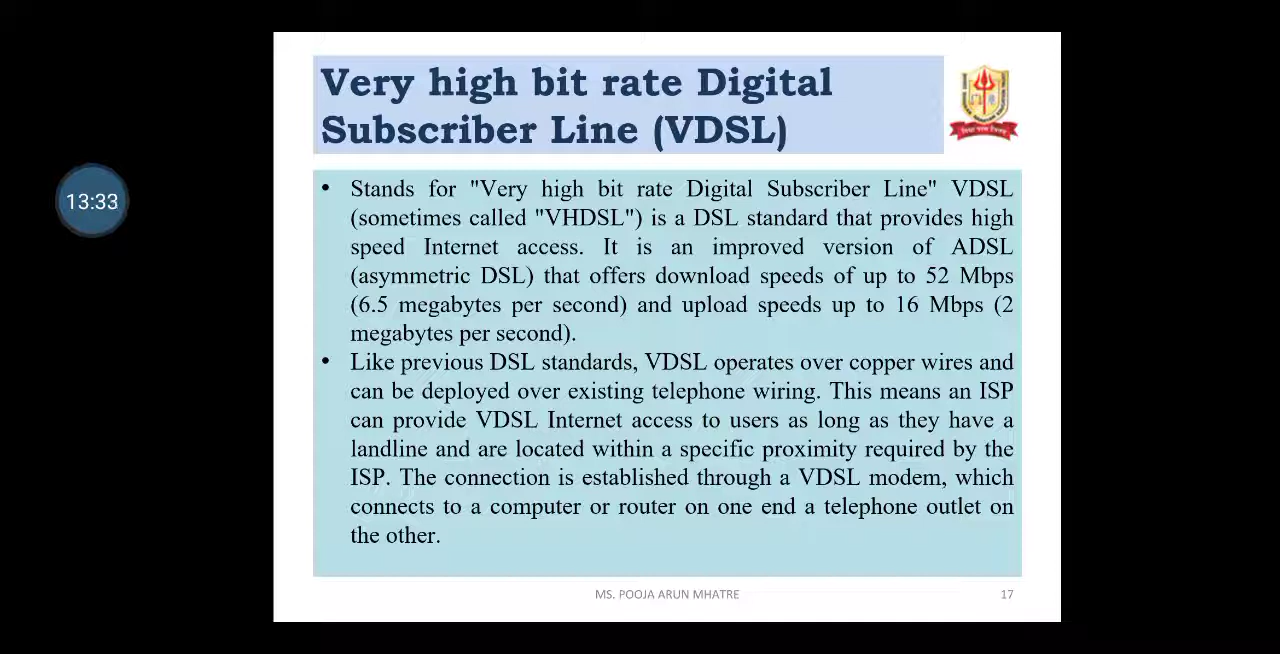 Very high bit rate Digital
Subscriber Line (VDSL)
13:33
• Stands for "Very high bit rate Digital Subscriber Line" VDSL
(sometimes called "VHDSL") is a DSL standard that provides high
speed Internet access. It is an improved version of ADSL
(asymmetric DSL) that offers download speeds of up to 52 Mbps
(6.5 megabytes per second) and upload speeds up to 16 Mbps (2
megabytes per second).
• Like previous DSL standards, VDSL operates over copper wires and
can be deployed over existing telephone wiring. This means an ISP
can provide VDSL Internet access to users as long as they have a
landline and are located within a specific proximity required by the
ISP. The connection is established through a VDSL modem, which
connects to a computer or router on one end a telephone outlet on
the other.
MS. POOJA ARUN MHATRE
17